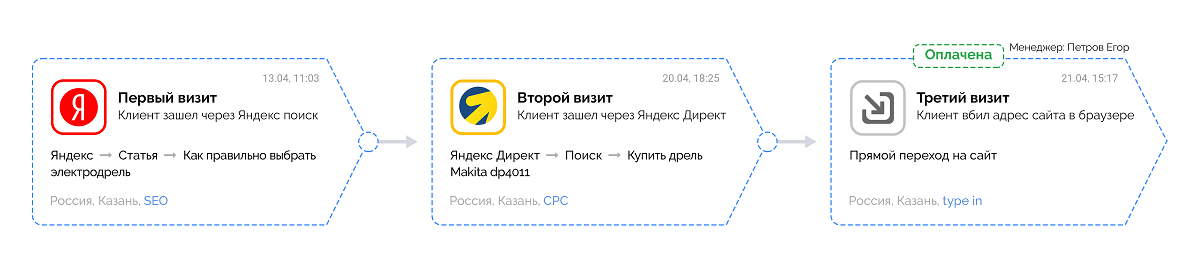 13.04, 11:03
Я
Первый визит
Клиент зашел через Яндекс поиск
Яндекс → Статья → Как правильно выбрать
электродрель
Россия, Казань, SEO
20.04, 18:25
Второй визит
Клиент зашел через Яндекс Директ
Яндекс Директ → Поиск → Купить дрель
Makita dp4011
Россия, Казань, CPC
Оплачена
Менеджер: Петров Егор
21.04, 15:17
Третий визит
Клиент вбил адрес сайта в браузере
Прямой переход на сайт
Россия, Казань, type in